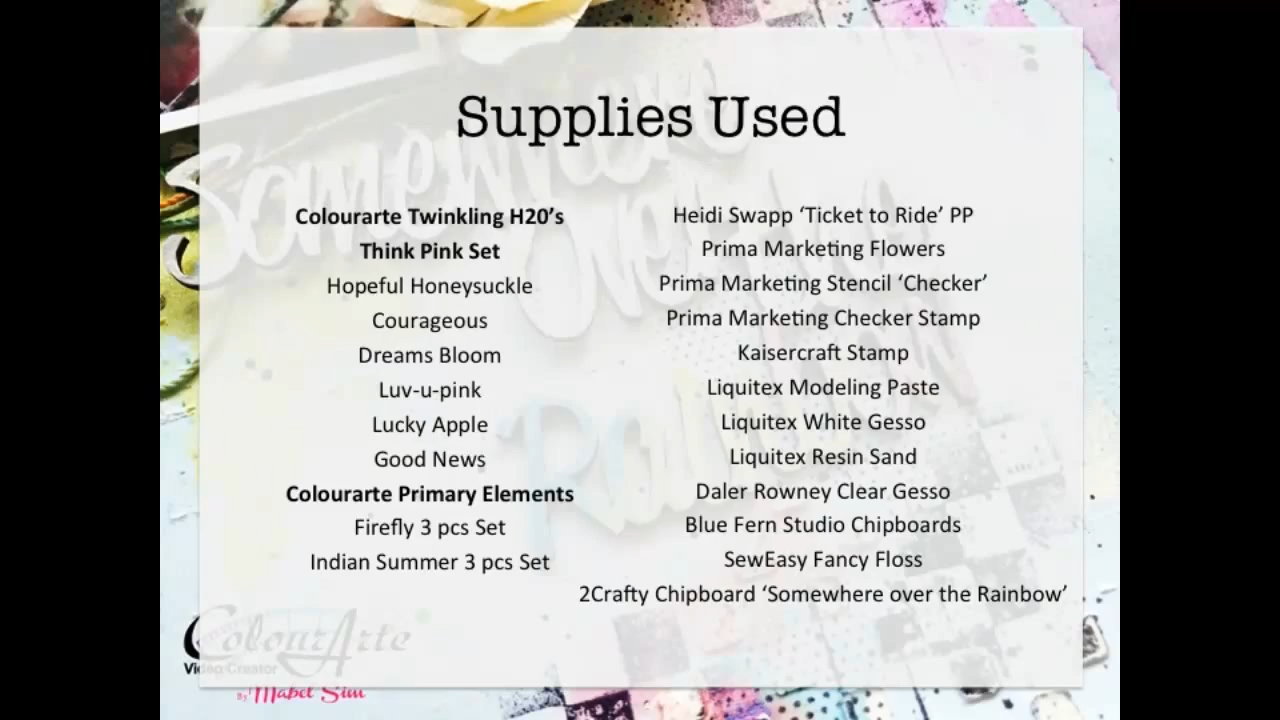 Supplies Used
Colourarte Twinkling H20’s
Think Pink Set
Hopeful Honeysuckle
Courageous
Dreams Bloom
Luv-u-pink
Lucky Apple
Good News
Colourarte Primary Elements
Firefly 3 pcs Set
Indian Summer 3 pcs Set
Heidi Swapp ‘Ticket to Ride’ PP
Prima Marketing Flowers
Prima Marketing Stencil ‘Checker’
Prima Marketing Checker Stamp
Kaisercraft Stamp
Liquitex Modeling Paste
Liquitex White Gesso
Liquitex Resin Sand
Daler Rowney Clear Gesso
Blue Fern Studio Chipboards
SewEasy Fancy Floss
2Crafty Chipboard ‘Somewhere over the Rainbow’
Somewhere
Over the
Rainbow
ColourArte
Video Creator
By Mabel Sim